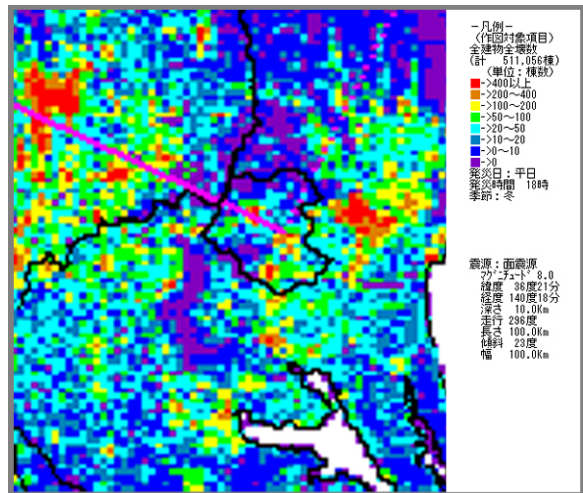 －凡例－
（作図対象項目）
全建物全壊数
（計　511,056棟）
（単位：棟数）
->400以上
->200～400
->100～200
->50～100
->20～50
->10～20
->0～10
->0
発災日：平日
発災時間　18時
季節：冬
震源：面震源
ﾏｸﾞﾆﾁｭｰﾄﾞ 8.0
緯度　36度21分
経度　140度18分
深さ　10.0Km
走行　296度
長さ　100.0Km
傾斜　23度
幅　100.0Km